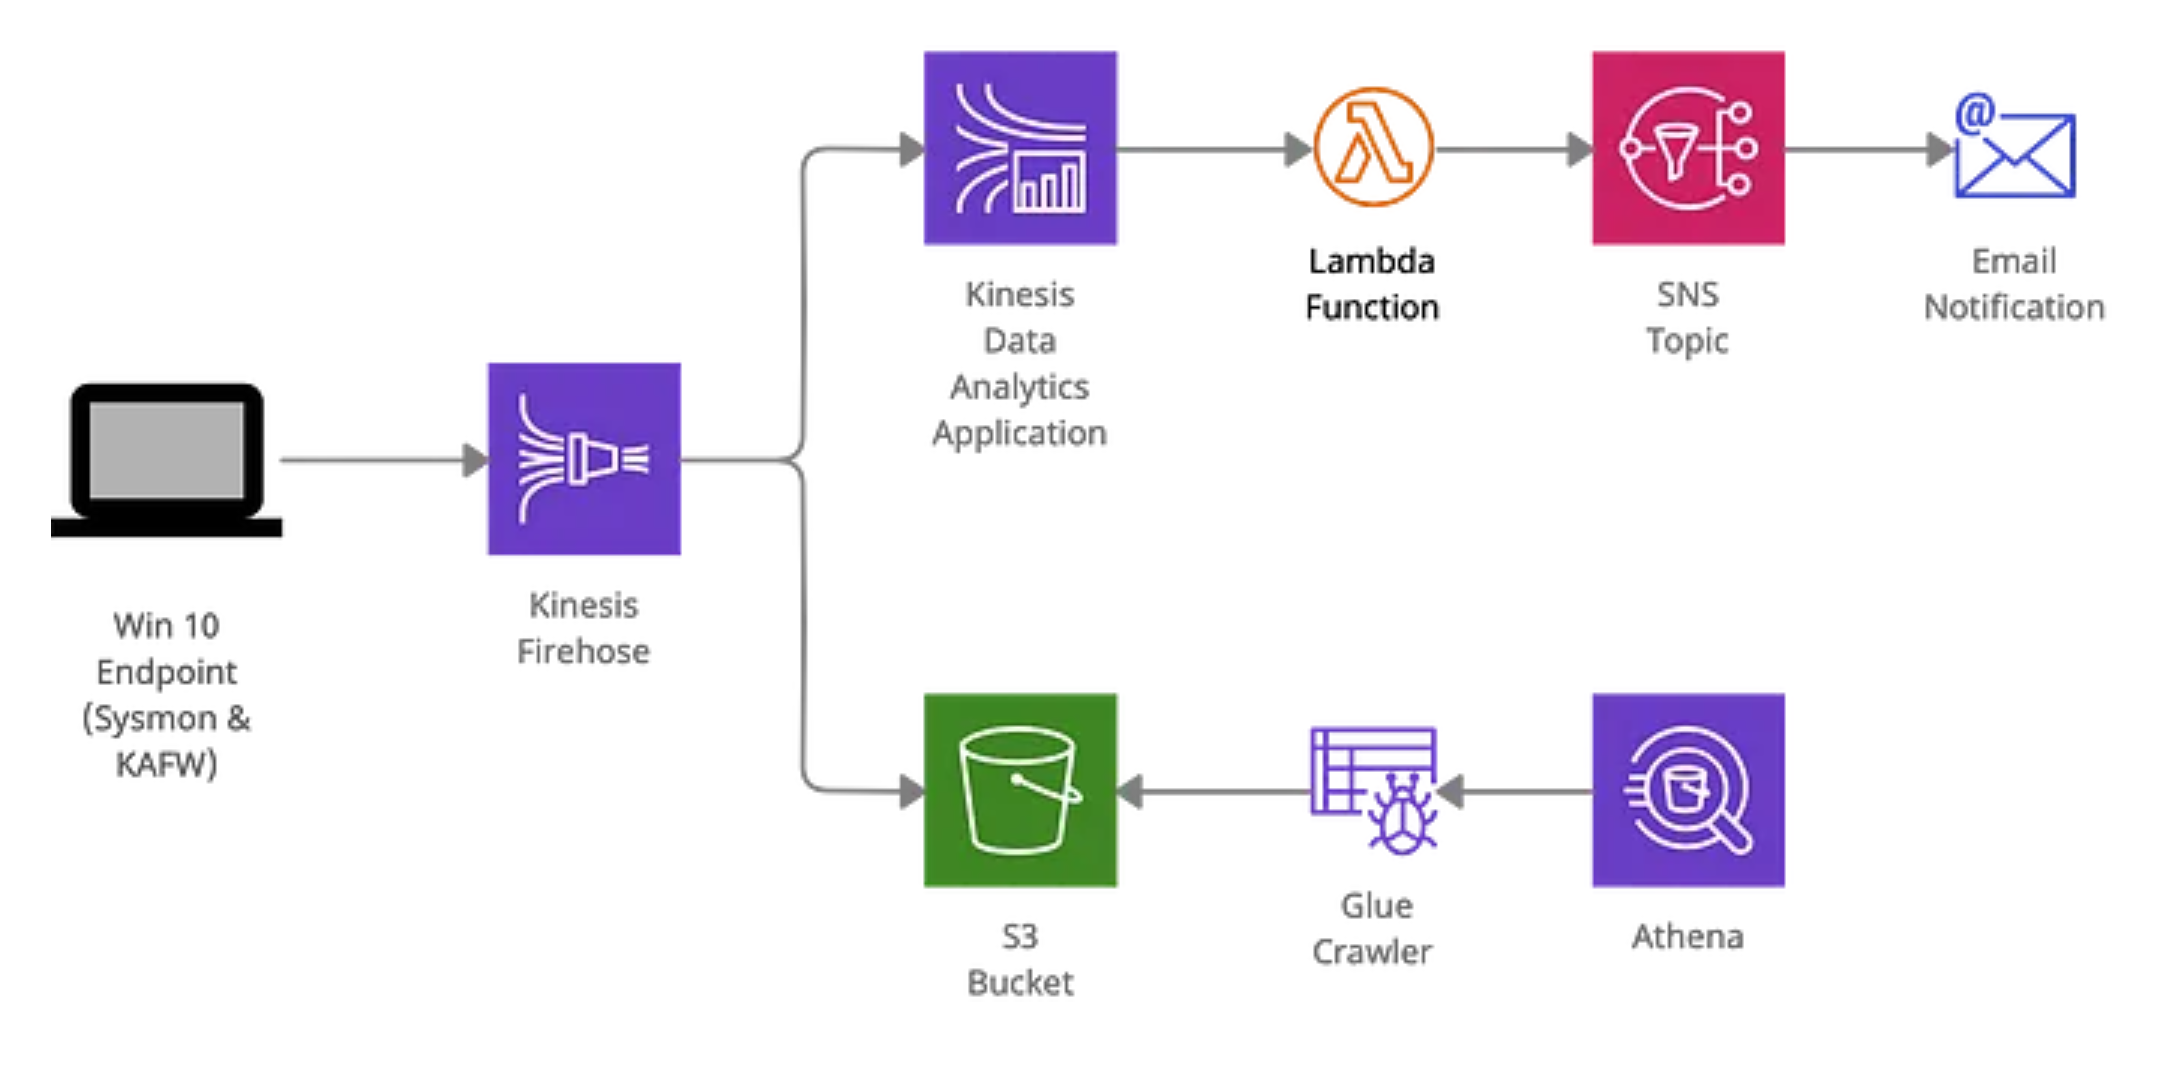 Win 10
Endpoint
(Sysmon &
KAFW)
Kinesis
Firehose
Kinesis
Data
Analytics
Application
Lambda
Function
SNS
Topic
@
Email
Notification
S3
Bucket
Glue
Crawler
Athena